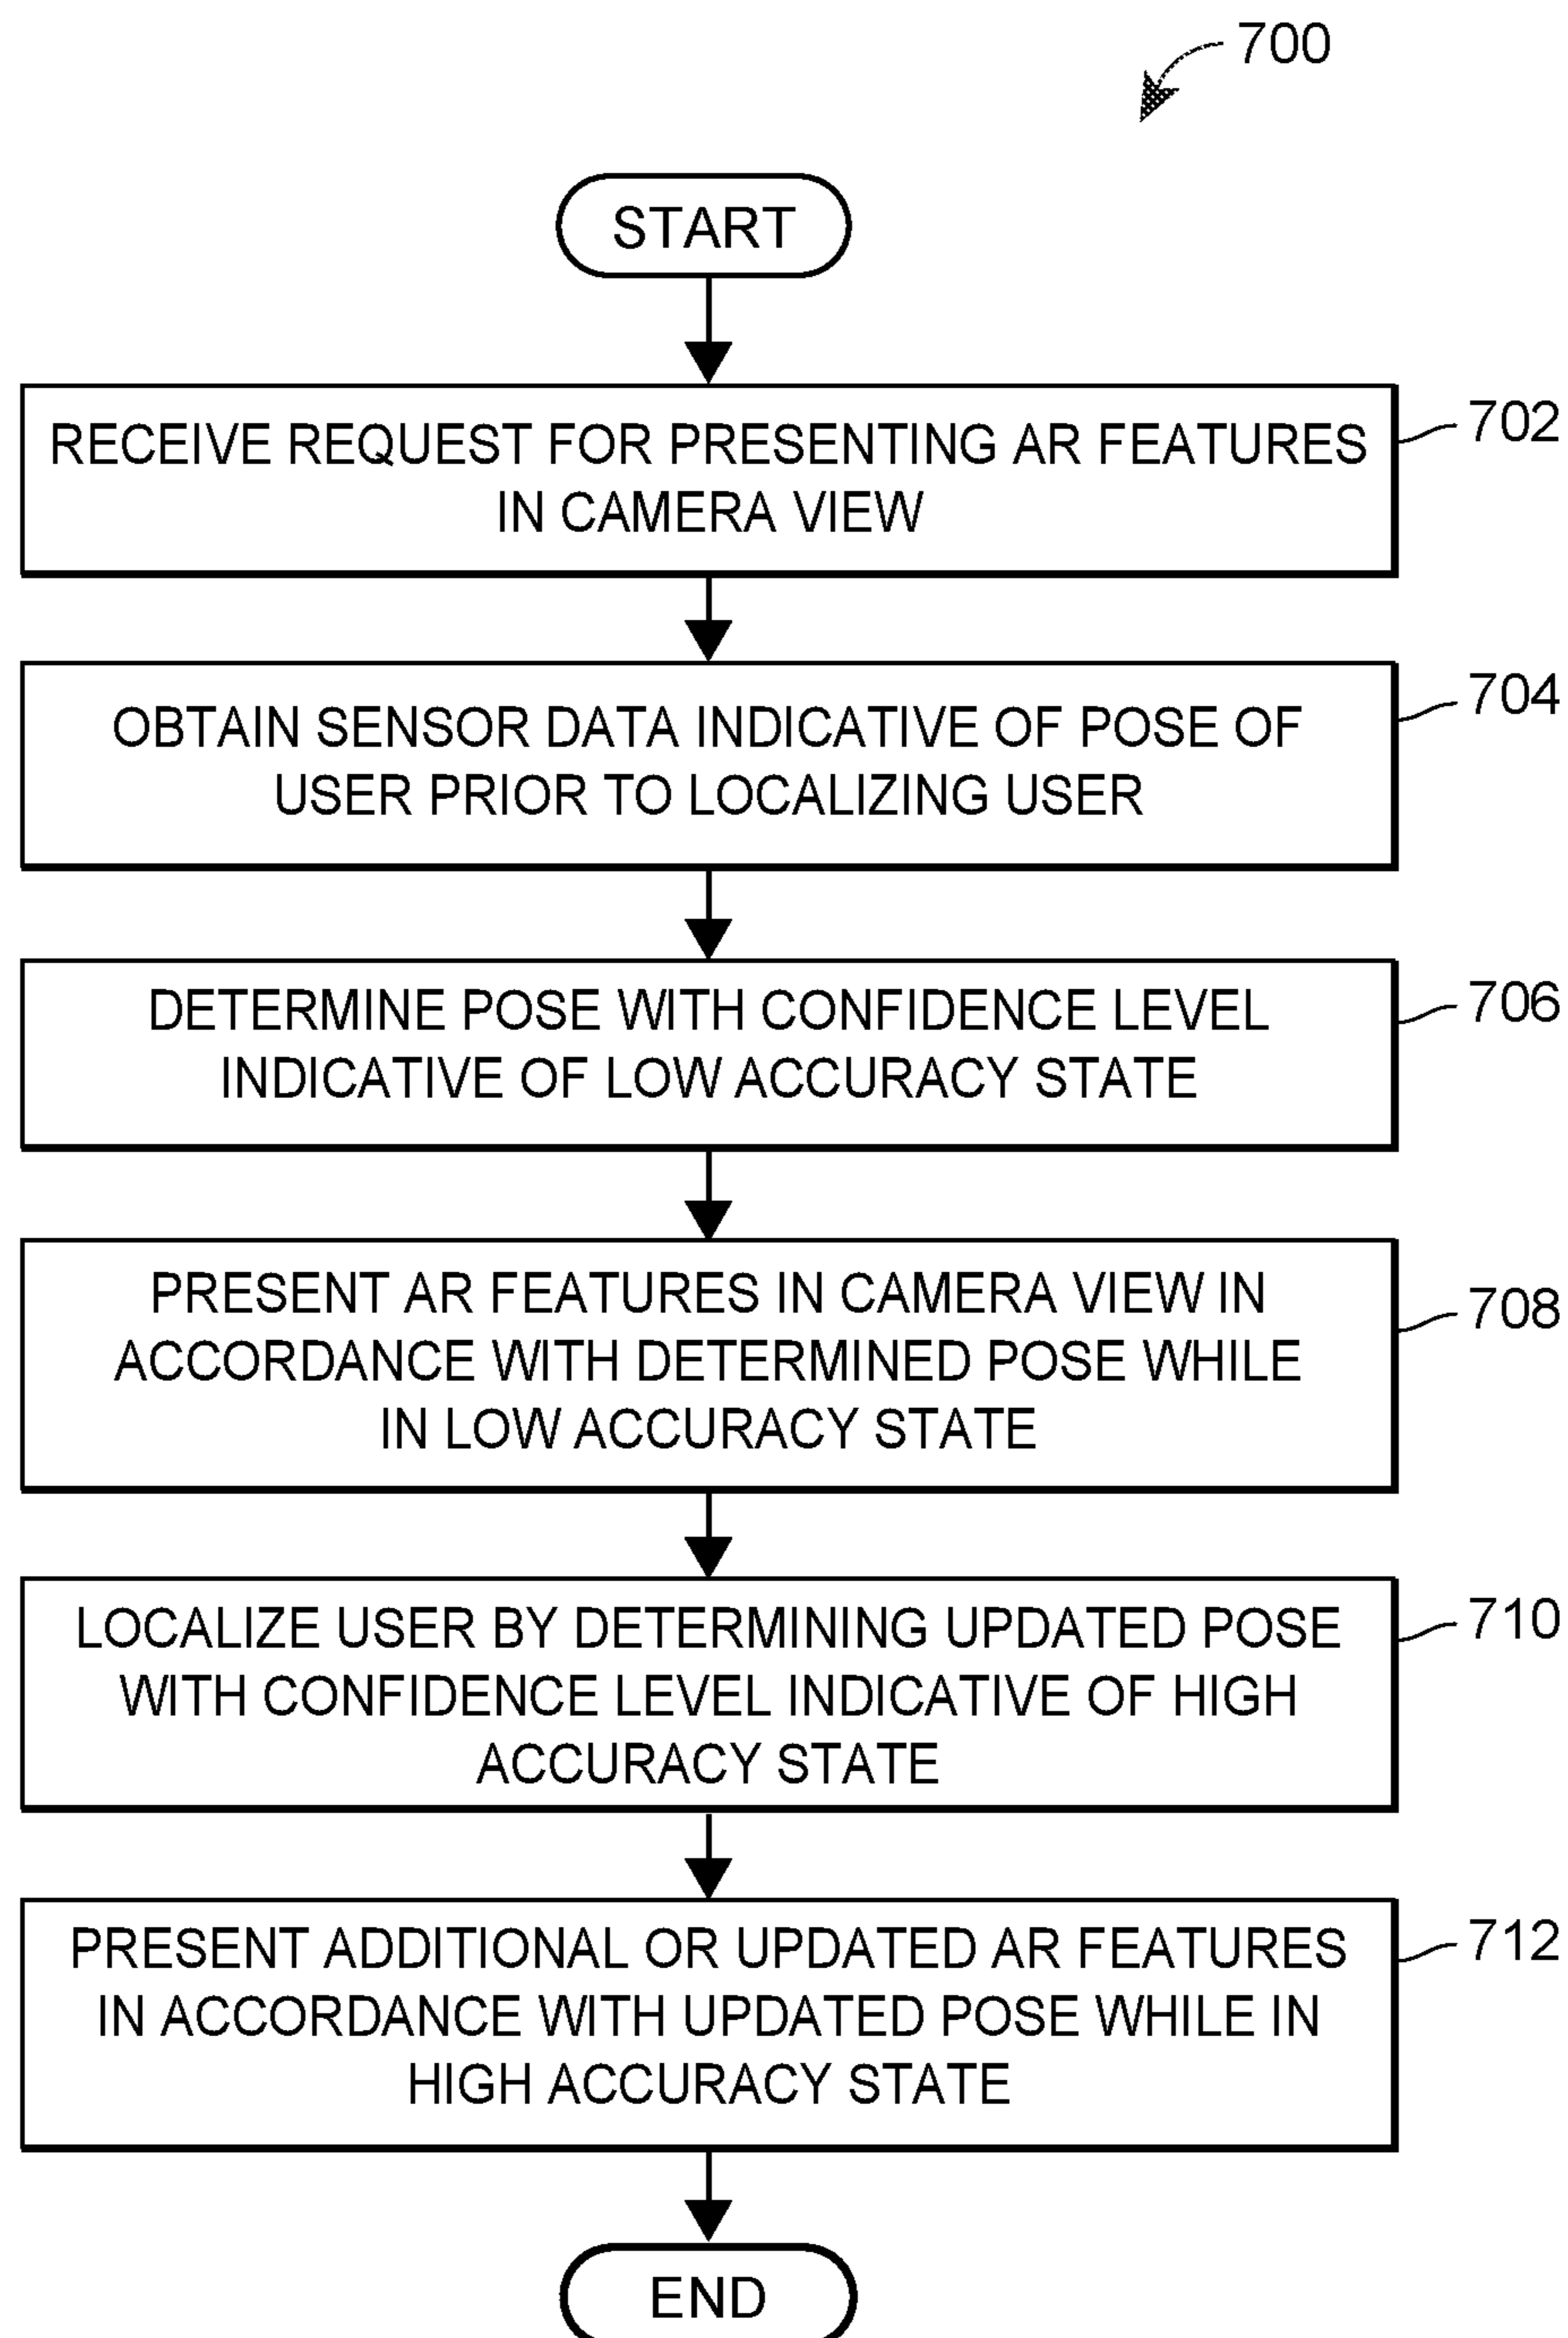 700
START
RECEIVE REQUEST FOR PRESENTING AR FEATURES
IN CAMERA VIEW
702
OBTAIN SENSOR DATA INDICATIVE OF POSE OF
USER PRIOR TO LOCALIZING USER
704
DETERMINE POSE WITH CONFIDENCE LEVEL
INDICATIVE OF LOW ACCURACY STATE
706
PRESENT AR FEATURES IN CAMERA VIEW IN
ACCORDANCE WITH DETERMINED POSE WHILE
IN LOW ACCURACY STATE
708
LOCALIZE USER BY DETERMINING UPDATED POSE
WITH CONFIDENCE LEVEL INDICATIVE OF HIGH
ACCURACY STATE
710
PRESENT ADDITIONAL OR UPDATED AR FEATURES
IN ACCORDANCE WITH UPDATED POSE WHILE IN
HIGH ACCURACY STATE
712
END